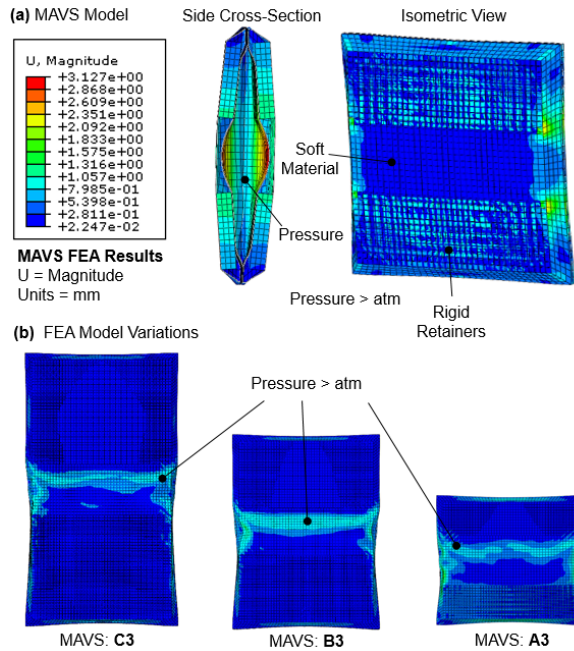 (a) MAVS Model
Side Cross-Section
Isometric View
U, Magnitude
+3.127e+00
+2.868e+00
+2.609e+00
+2.351e+00
+2.092e+00
+1.833e+00
+1.575e+00
+1.316e+00
+1.057e+00
+7.985e-01
+5.398e-01
+2.811e-01
+2.247e-02
MAVS FEA Results
U = Magnitude
Units = mm
Soft
Material
Pressure
Pressure > atm
Rigid
Retainers
(b) FEA Model Variations
Pressure > atm
MAVS: C3
MAVS: B3
MAVS: A3